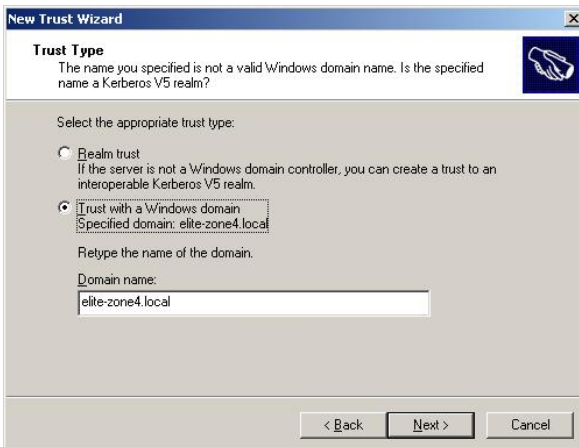 New Trust Wizard
Trust Type
The name you specified is not a valid Windows domain name. Is the specified
name a Kerberos V5 realm?
Select the appropriate trust type:
Realm trust
If the server is not a Windows domain controller, you can create a trust to an
interoperable Kerberos V5 realm.
Trust with a Windows domain
Specified domain: elite-zone4.local
Retype the name of the domain.
Domain name:
elite-zone4.local
< Back Next > Cancel